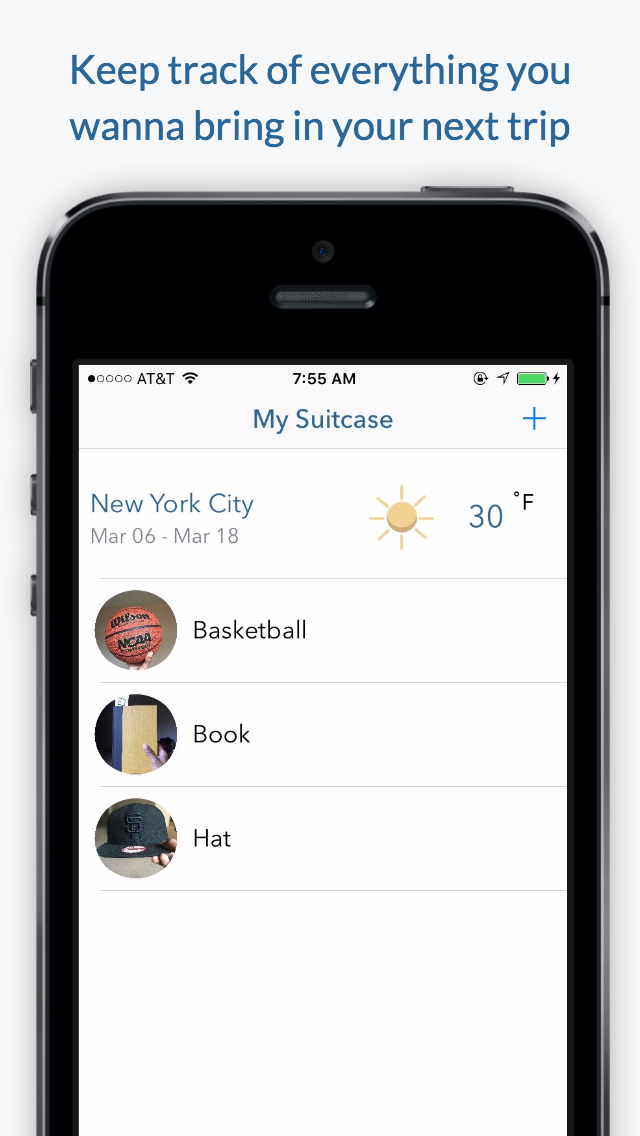 Keep track of everything you
wanna bring in your next trip
AT&T 7:55 AM
My Suitcase
New York City
Mar 06 - Mar 18
30 °F
Wilson
NCAA
Basketball
Book
SF
Hat